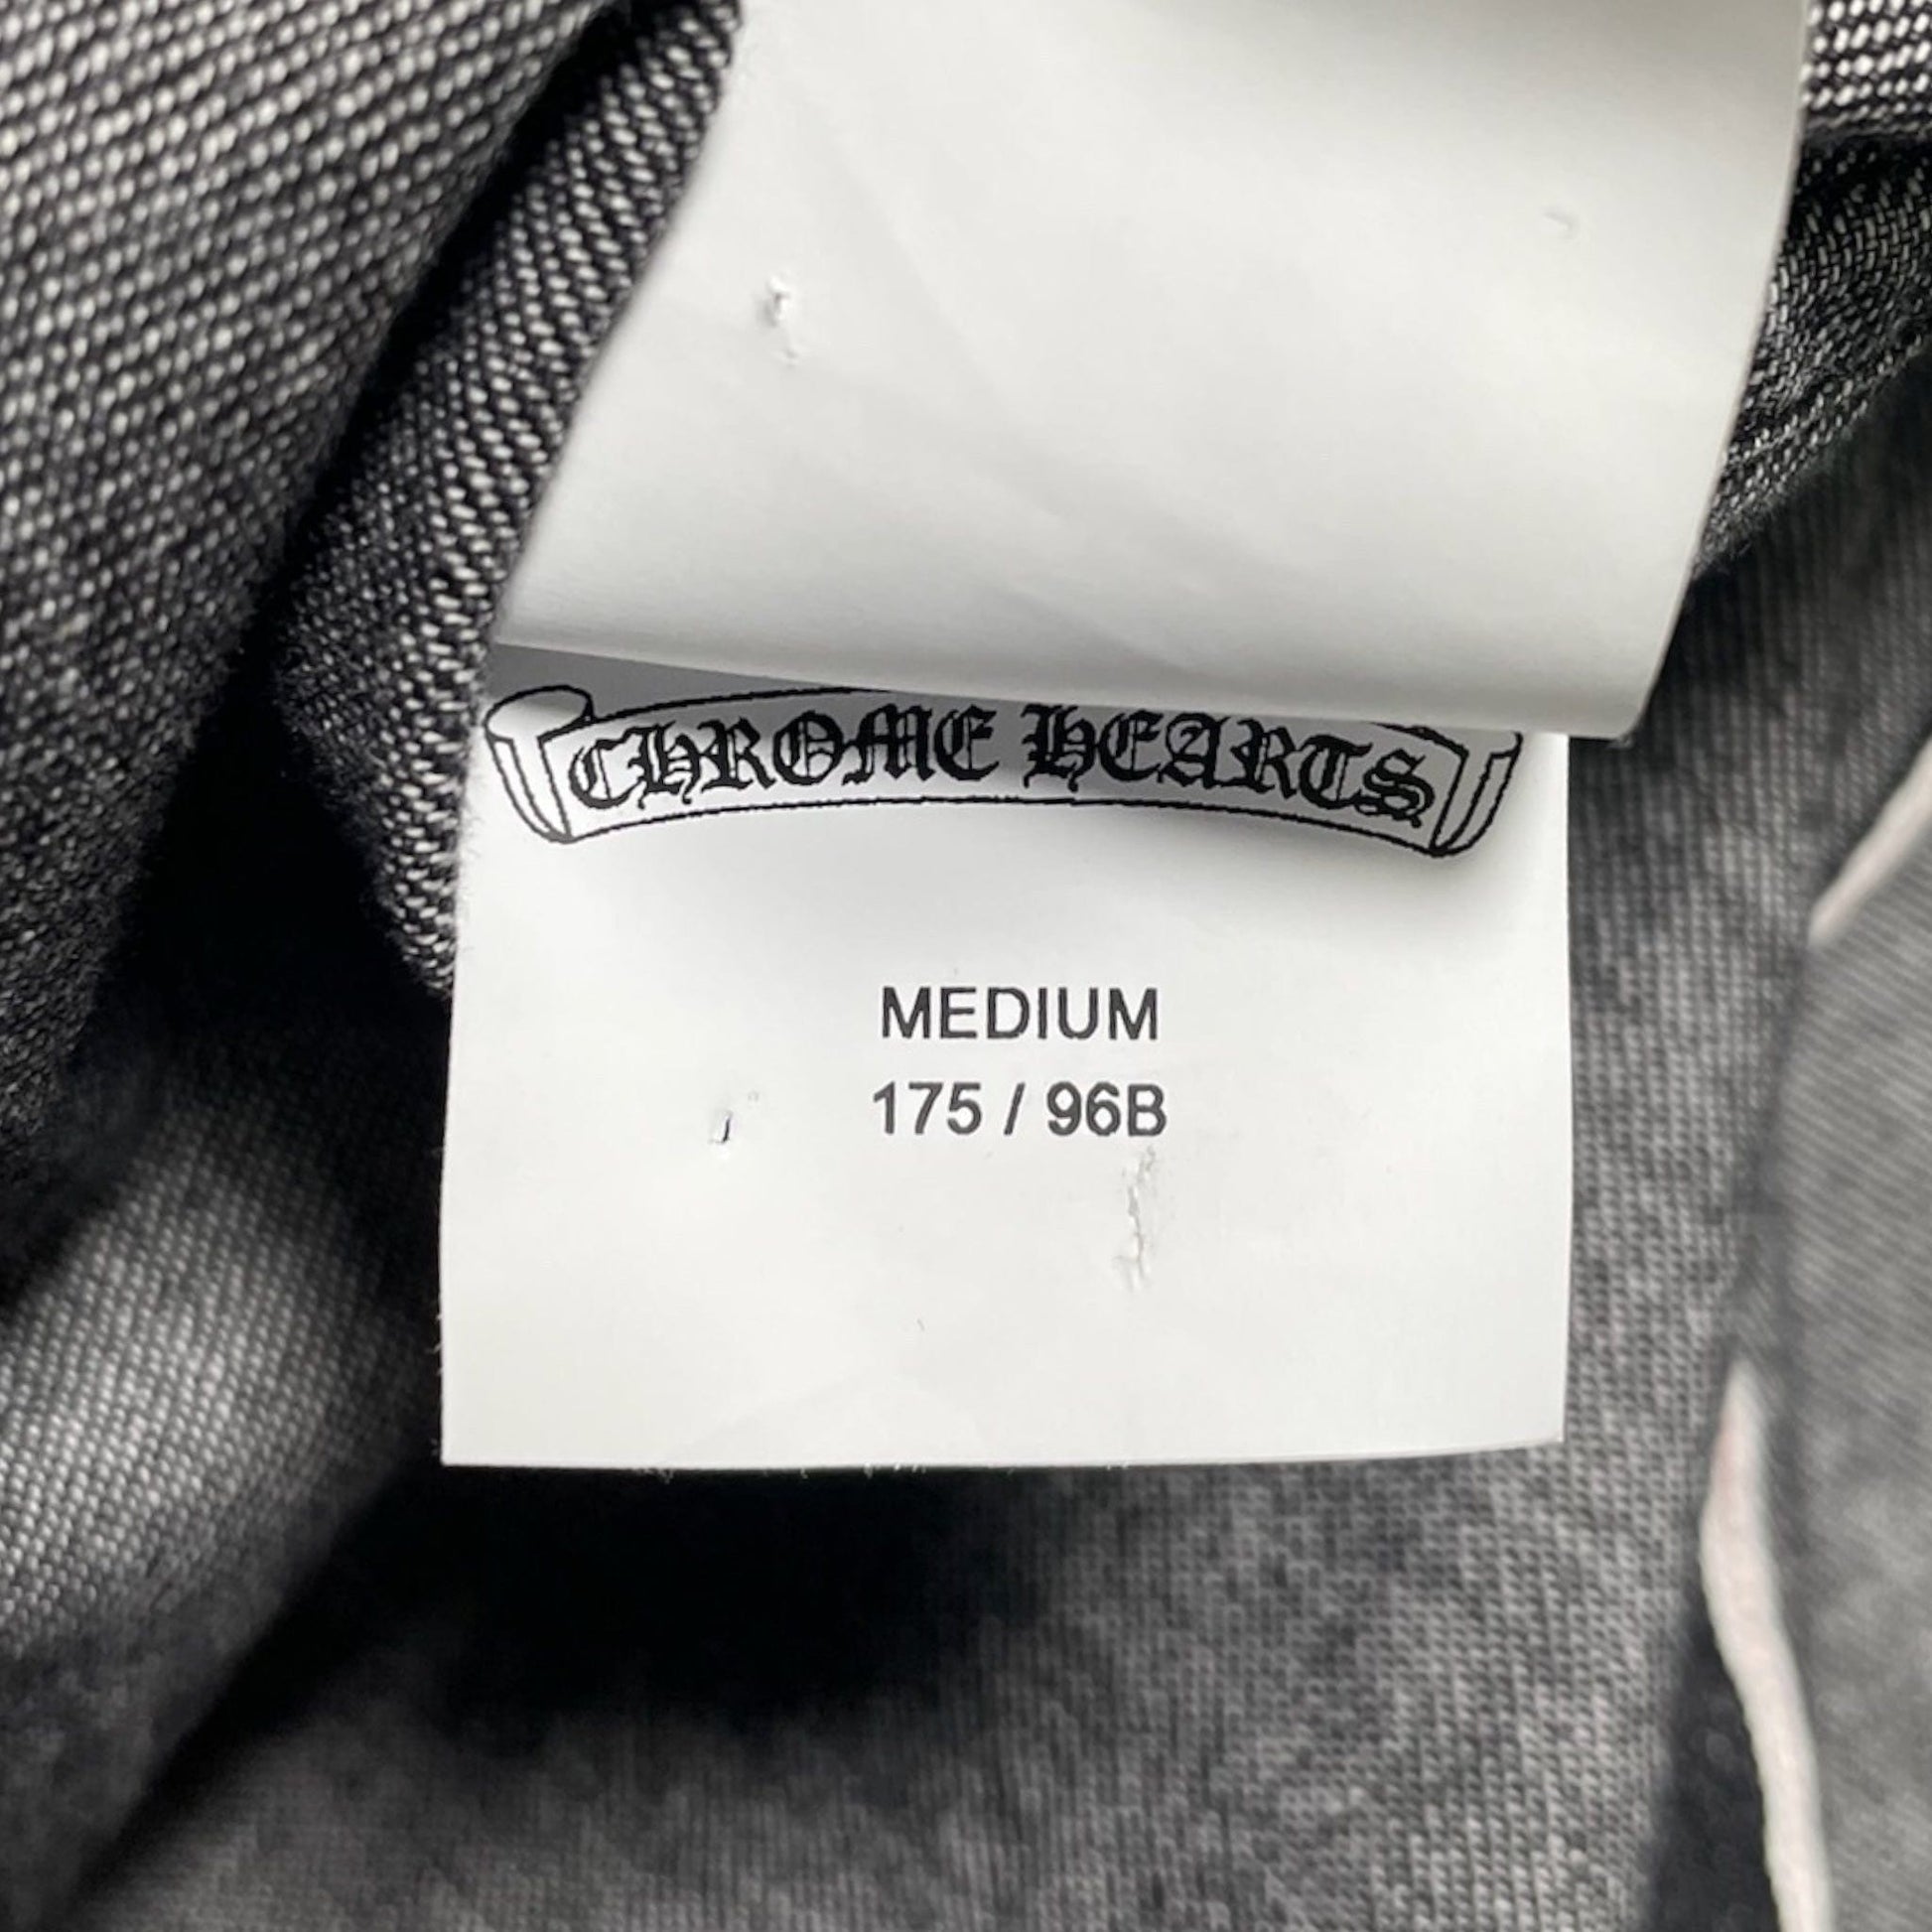 CHROME HEARTS
MEDIUM
175 / 96B